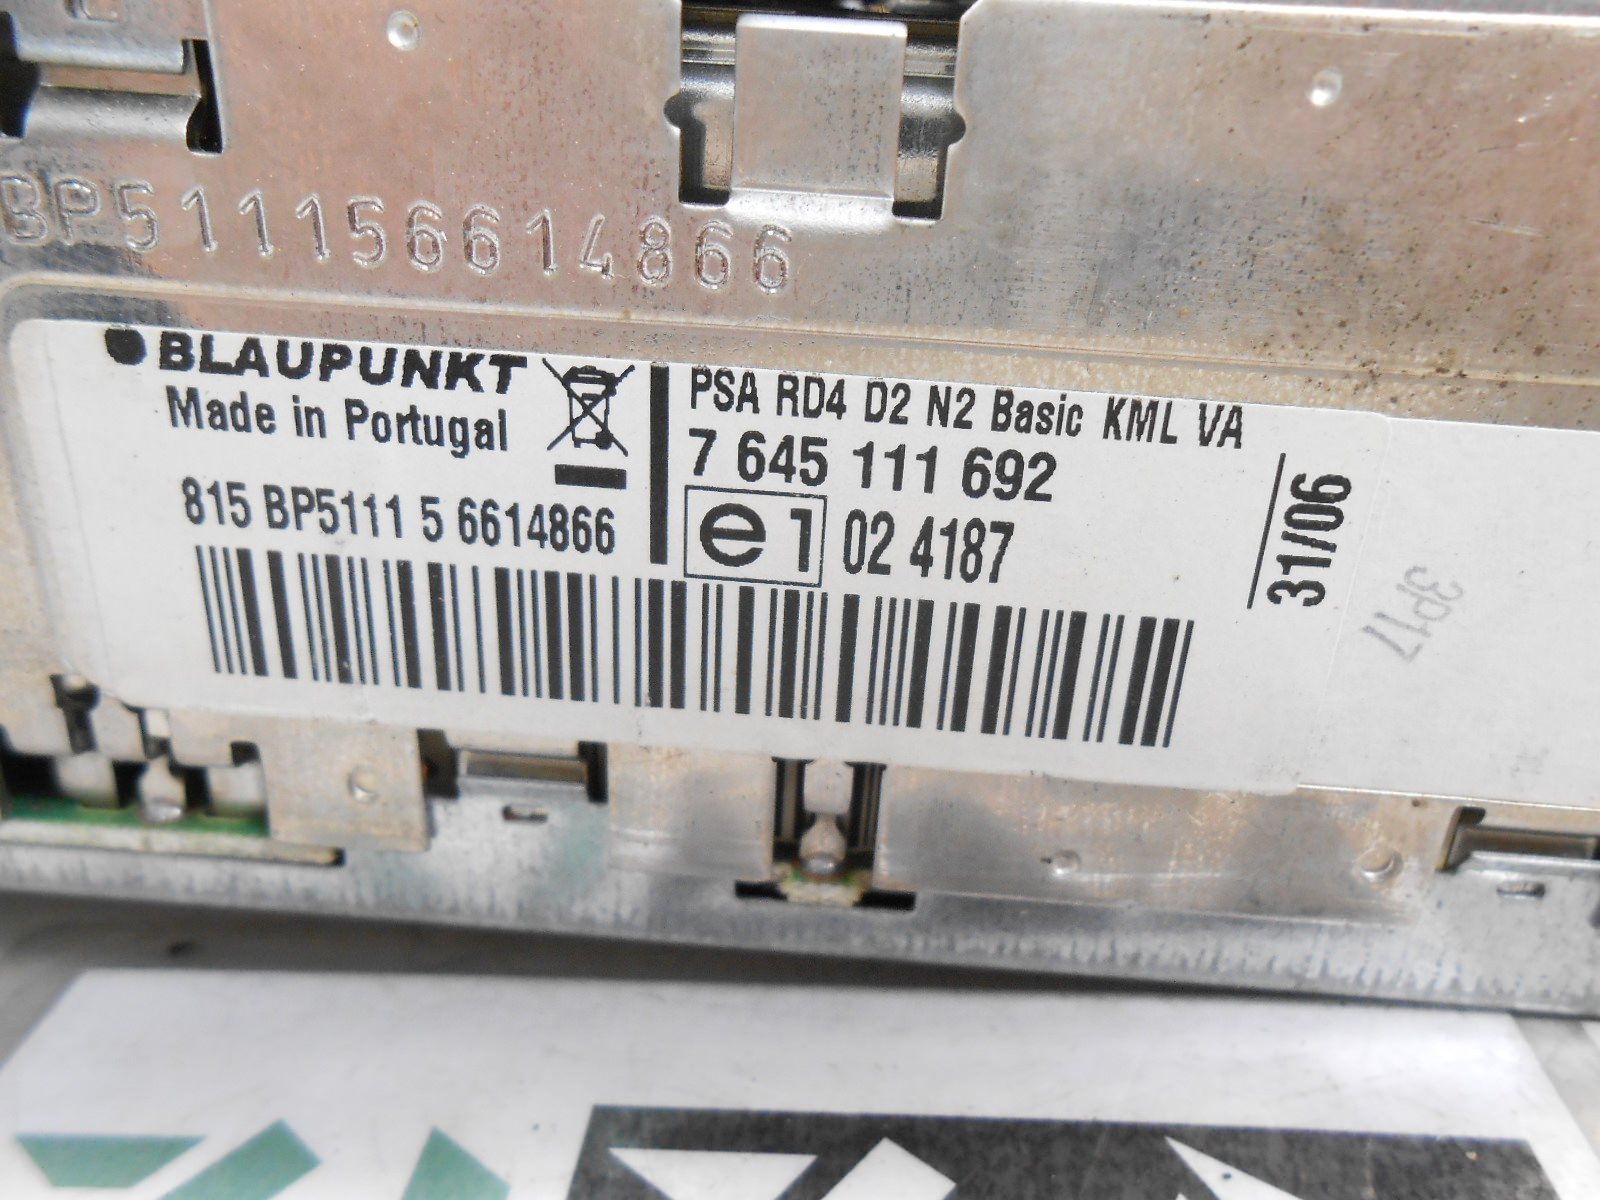 BP511156614866
BLAUPUNKT
Made in Portugal
815 BP5111 5 6614866
PSA RD4 D2 N2 Basic KML VA
7 645 111 692
e1 02 4187
31/06
3P17